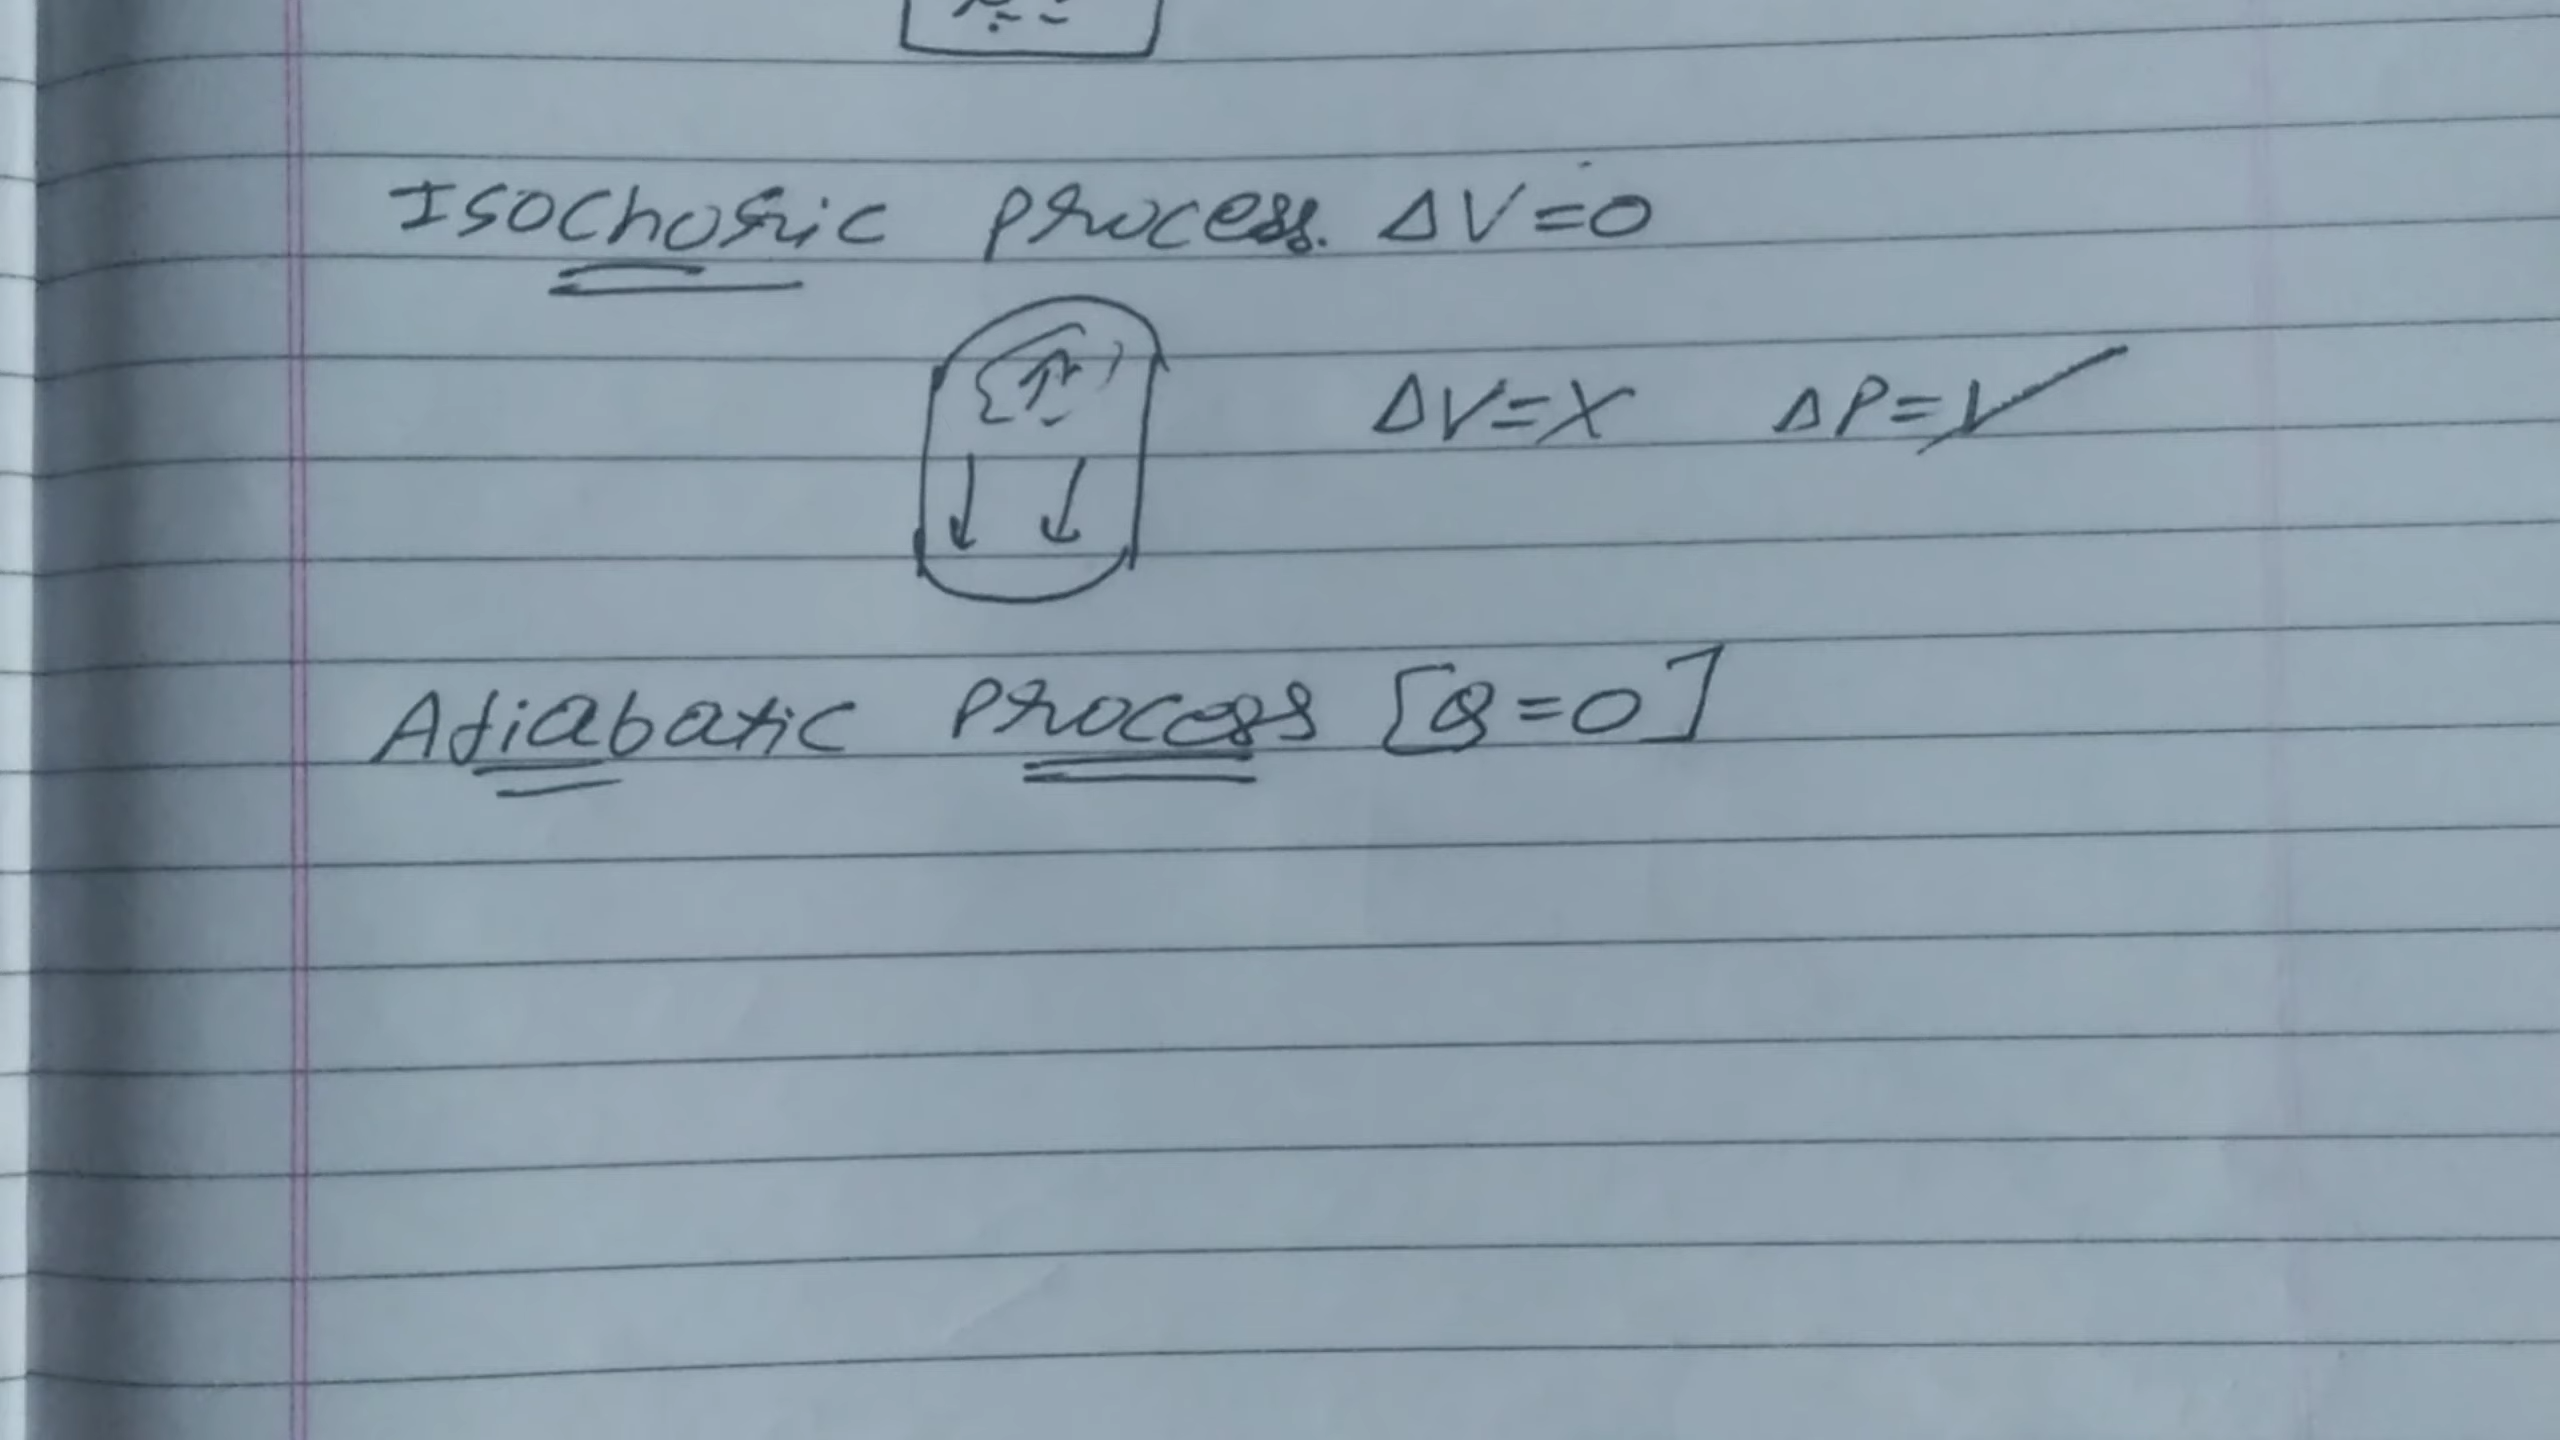 Isochoric process. ΔV=0
ΔV=X ΔP=✓
Adiabatic process [Q=0]